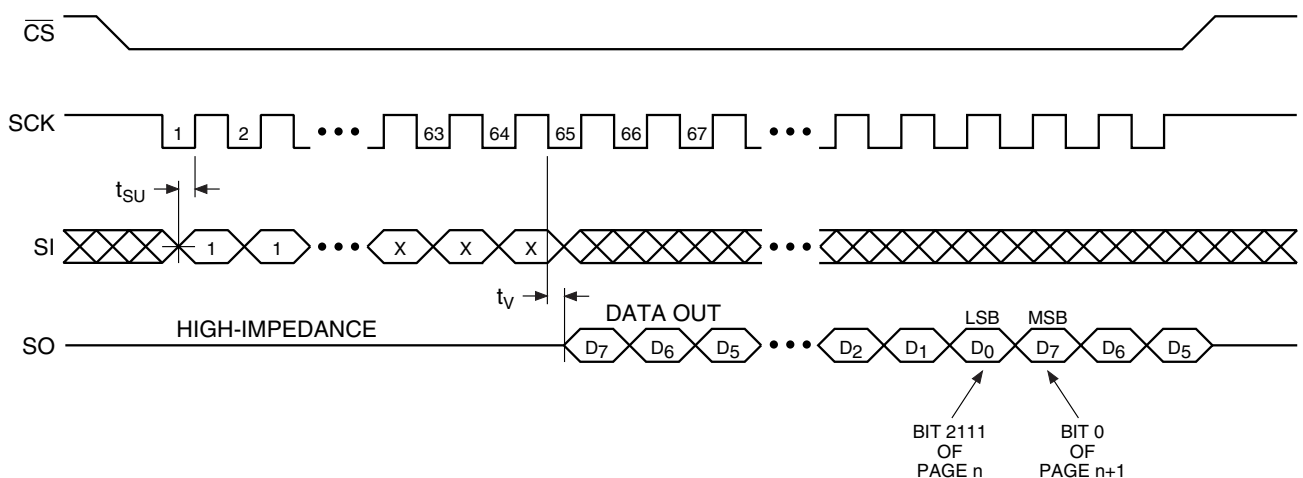 CS
SCK 1 2 ••• 63 64 65 66 67 •••
tSU
SI 1 1 ••• X X X •••
tV
HIGH-IMPEDANCE DATA OUT LSB MSB
SO D7 D6 D5 ••• D2 D1 D0 D7 D6 D5
BIT 2111
OF
PAGE n
BIT 0
OF
PAGE n+1